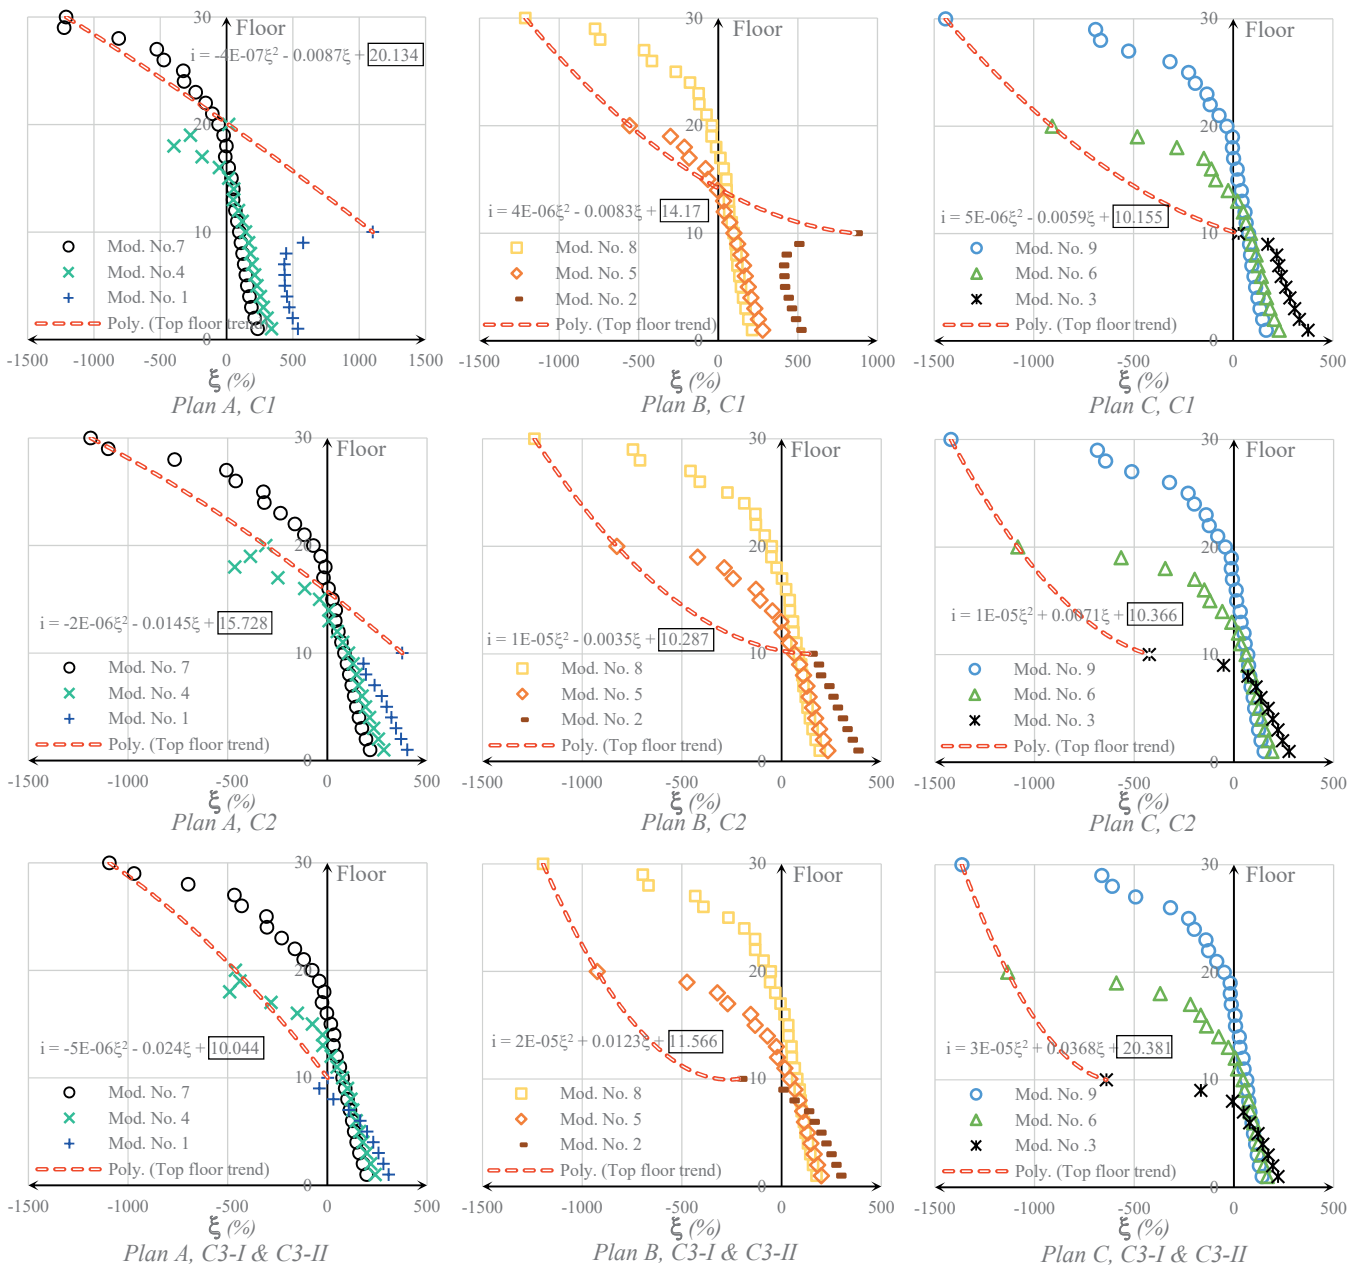 30
Floor
i = -4E-07ξ² - 0.0087ξ + 20.134
20
10
Mod. No.7
Mod. No.4
Mod. No. 1
Poly. (Top floor trend)
0
-1500 -1000 -500 0 500 1000 1500
ξ (%)
Plan A, C1
30
Floor
20
i = 4E-06ξ² - 0.0083ξ + 14.17
10
Mod. No. 8
Mod. No. 5
Mod. No. 2
Poly. (Top floor trend)
0
-1500 -1000 -500 0 500 1000
ξ (%)
Plan B, C1
30
Floor
20
i = 5E-06ξ² - 0.0059ξ + 10.155
10
Mod. No. 9
Mod. No. 6
Mod. No. 3
Poly. (Top floor trend)
0
-1500 -1000 -500 0 500
ξ (%)
Plan C, C1
30
Floor
20
i = -2E-06ξ² - 0.0145ξ + 15.728
10
Mod. No. 7
Mod. No. 4
Mod. No. 1
Poly. (Top floor trend)
0
-1500 -1000 -500 0 500
ξ (%)
Plan A, C2
30
Floor
20
i = 1E-05ξ² - 0.0035ξ + 10.287
10
Mod. No. 8
Mod. No. 5
Mod. No. 2
Poly. (Top floor trend)
0
-1500 -1000 -500 0 500
ξ (%)
Plan B, C2
30
Floor
20
i = 1E-05ξ² + 0.0071ξ + 10.366
10
Mod. No. 9
Mod. No. 6
Mod. No. 3
Poly. (Top floor trend)
0
-1500 -1000 -500 0 500
ξ (%)
Plan C, C2
30
Floor
20
i = -5E-06ξ² - 0.024ξ + 10.044
10
Mod. No. 7
Mod. No. 4
Mod. No. 1
Poly. (Top floor trend)
0
-1500 -1000 -500 0 500
ξ (%)
Plan A, C3-I & C3-II
30
Floor
20
i = 2E-05ξ² + 0.0123ξ + 11.566
10
Mod. No. 8
Mod. No. 5
Mod. No. 2
Poly. (Top floor trend)
0
-1500 -1000 -500 0 500
ξ (%)
Plan B, C3-I & C3-II
30
Floor
20
i = 3E-05ξ² + 0.0368ξ + 20.381
10
Mod. No. 9
Mod. No. 6
Mod. No .3
Poly. (Top floor trend)
0
-1500 -1000 -500 0 500
ξ (%)
Plan C, C3-I & C3-II